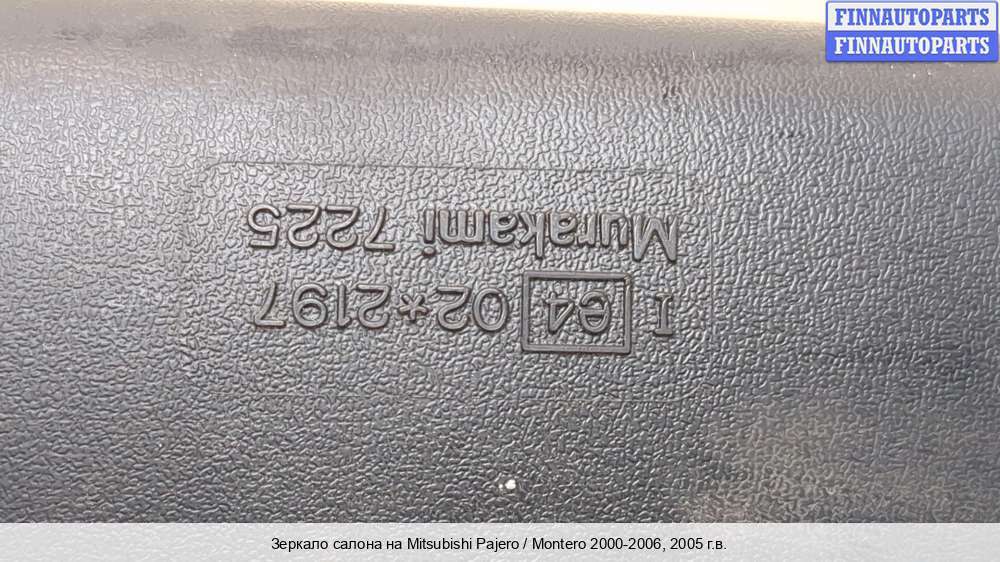 FINNAUTOPARTS
FINNAUTOPARTS
I e4 02*2197
Murakami 7225
Зеркало салона на Mitsubishi Pajero / Montero 2000-2006, 2005 г.в.